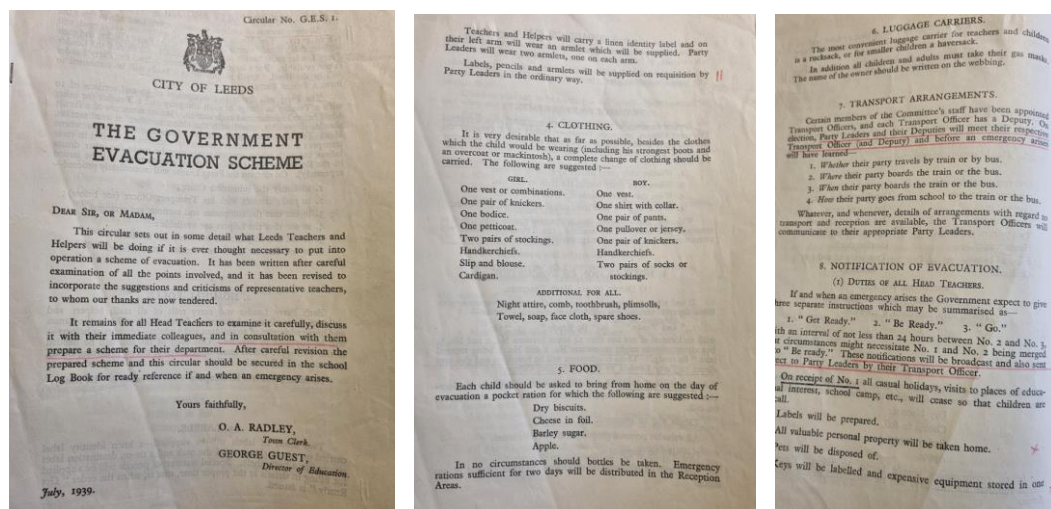 Circular No. G.E.S. 1.
CITY OF LEEDS
THE GOVERNMENT
EVACUATION SCHEME
DEAR SIR, OR MADAM,
This circular sets out in some detail what Leeds Teachers and
Helpers will be doing if it is ever thought necessary to put into
operation a scheme of evacuation. It has been written after careful
examination of all the points involved, and it has been revised to
incorporate the suggestions and criticisms of representative teachers,
to whom our thanks are now tendered.
It remains for all Head Teachers to examine it carefully, discuss
it with their immediate colleagues, and in consultation with them
prepare a scheme for their department. After careful revision the
prepared scheme and this circular should be secured in the school
Log Book for ready reference if and when an emergency arises.
Yours faithfully,
O. A. RADLEY,
Town Clerk.
GEORGE GUEST,
Director of Education.
July, 1939.
Teachers and Helpers will carry a linen identity label and on
their left arm will wear an armlet which will be supplied. Party
Leaders will wear two armlets, one on each arm.
Labels, pencils and armlets will be supplied on requisition by
Party Leaders in the ordinary way.
4. CLOTHING.
It is very desirable that as far as possible, besides the clothes
which the child would be wearing (including his strongest boots and
an overcoat or mackintosh), a complete change of clothing should be
carried. The following are suggested :—
GIRL.
One vest or combinations.
One pair of knickers.
One bodice.
One petticoat.
Two pairs of stockings.
Handkerchiefs.
Slip and blouse.
Cardigan.
BOY.
One vest.
One shirt with collar.
One pair of pants.
One pullover or jersey.
One pair of knickers.
Handkerchiefs.
Two pairs of socks or
stockings.
ADDITIONAL FOR ALL.
Night attire, comb, toothbrush, plimsolls,
Towel, soap, face cloth, spare shoes.
5. FOOD.
Each child should be asked to bring from home on the day of
evacuation a pocket ration for which the following are suggested :—
Dry biscuits.
Cheese in foil.
Barley sugar.
Apple.
In no circumstances should bottles be taken. Emergency
rations sufficient for two days will be distributed in the Reception
Areas.
6. LUGGAGE CARRIERS.
The most convenient luggage carrier for teachers and children
is a rucksack, or for smaller children a haversack.
In addition all children and adults must take their gas masks.
The name of the owner should be written on the webbing.
7. TRANSPORT ARRANGEMENTS.
Certain members of the Committee's staff have been appointed
Transport Officers, and each Transport Officer has a Deputy. On
election, Party Leaders and their Deputies will meet their respective
Transport Officer (and Deputy) and before an emergency arises
will have learned—
1. Whether their party travels by train or by bus.
2. Where their party boards the train or the bus.
3. When their party boards the train or the bus.
4. How their party goes from school to the train or the bus.
Whatever, and whenever, details of arrangements with regard to
transport and reception are available, the Transport Officers will
communicate to their appropriate Party Leaders.
8. NOTIFICATION OF EVACUATION.
(1) DUTIES OF ALL HEAD TEACHERS.
If and when an emergency arises the Government expect to give
three separate instructions which may be summarised as—
1. "Get Ready." 2. "Be Ready." 3. "Go."
with an interval of not less than 24 hours between No. 2 and No. 3,
circumstances might necessitate No. 1 and No. 2 being merged
"Be ready." These notifications will be broadcast and also sent
to Party Leaders by their Transport Officer.
On receipt of No. 1 all casual holidays, visits to places of educa-
interest, school camp, etc., will cease so that children are
Labels will be prepared.
All valuable personal property will be taken home.
Pets will be disposed of.
Keys will be labelled and expensive equipment stored in one